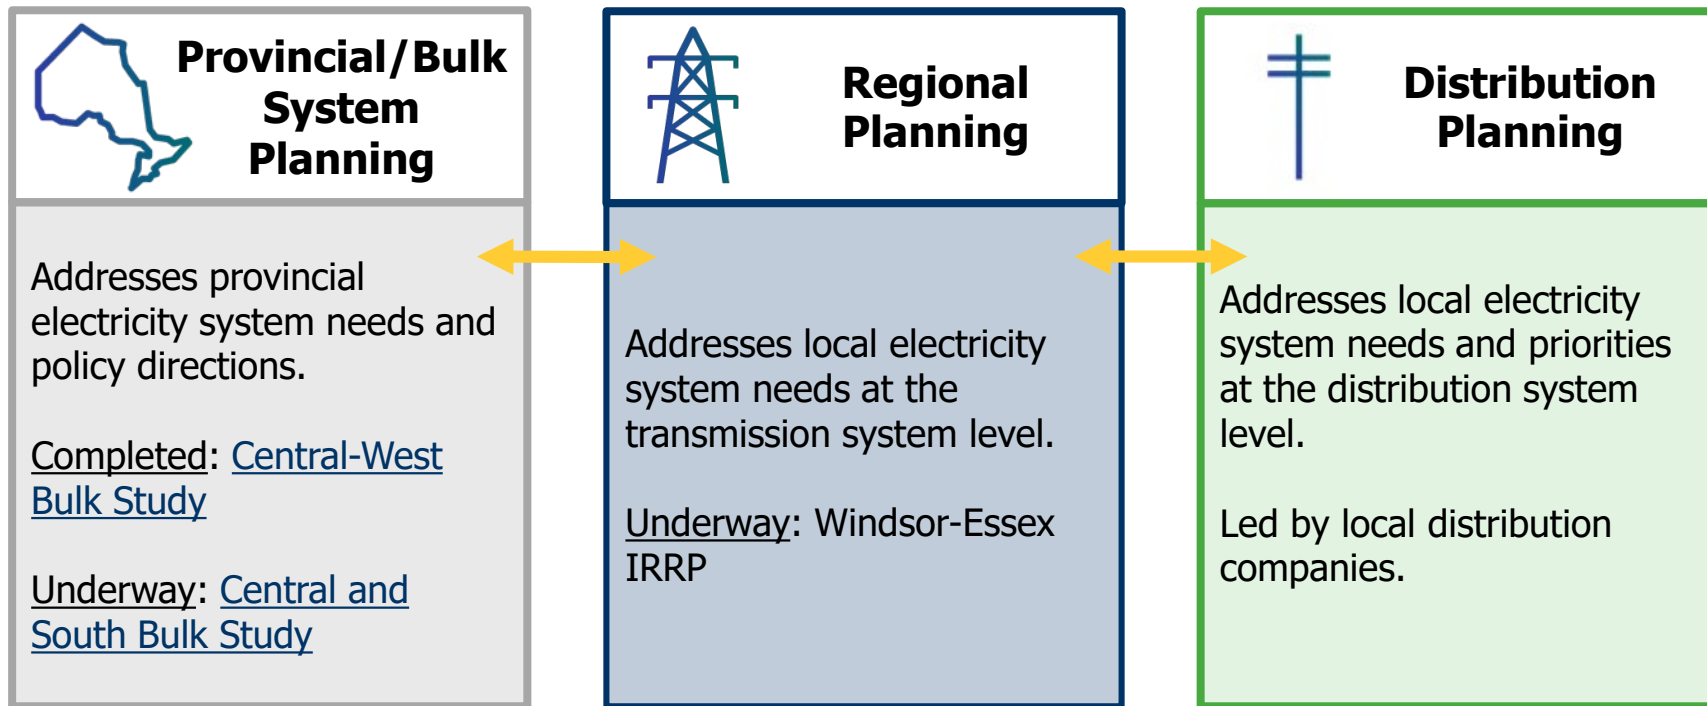 Provincial/Bulk
System
Planning
Addresses provincial
electricity system needs and
policy directions.
Completed: Central-West
Bulk Study
Underway: Central and
South Bulk Study
Regional
Planning
Addresses local electricity
system needs at the
transmission system level.
Underway: Windsor-Essex
IRRP
Distribution
Planning
Addresses local electricity
system needs and priorities
at the distribution system
level.
Led by local distribution
companies.